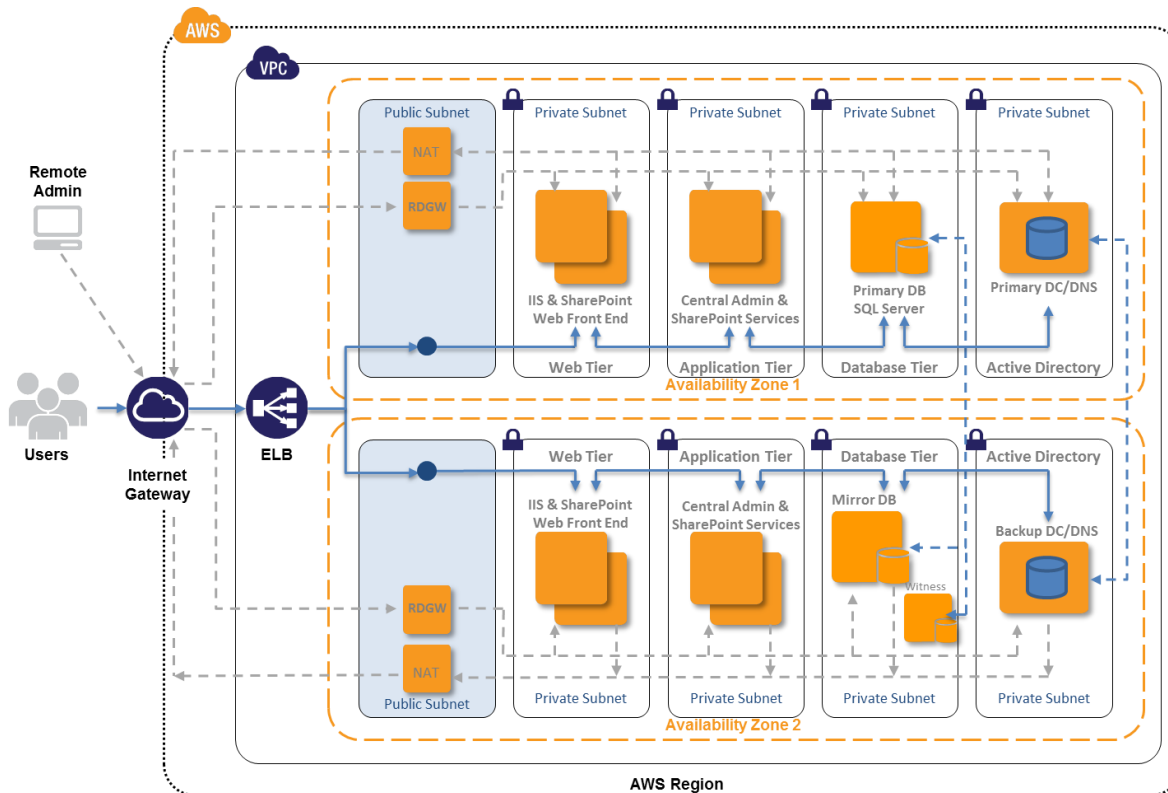 AWS
VPC
Public Subnet
Private Subnet
Private Subnet
Private Subnet
Private Subnet
NAT
RDGW
Remote
Admin
IIS & SharePoint
Web Front End
Central Admin &
SharePoint Services
Primary DB
SQL Server
Primary DC/DNS
Web Tier
Application Tier
Database Tier
Active Directory
Availability Zone 1
Users
Internet
Gateway
ELB
Web Tier
Application Tier
Database Tier
Active Directory
IIS & SharePoint
Web Front End
Central Admin &
SharePoint Services
Mirror DB
Backup DC/DNS
Witness
RDGW
NAT
Public Subnet
Private Subnet
Private Subnet
Private Subnet
Private Subnet
Availability Zone 2
AWS Region